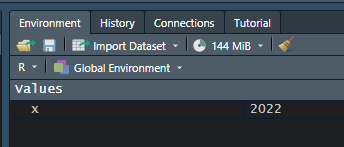 Environment History Connections Tutorial
Import Dataset 144 MiB
R Global Environment
Values
x 2022